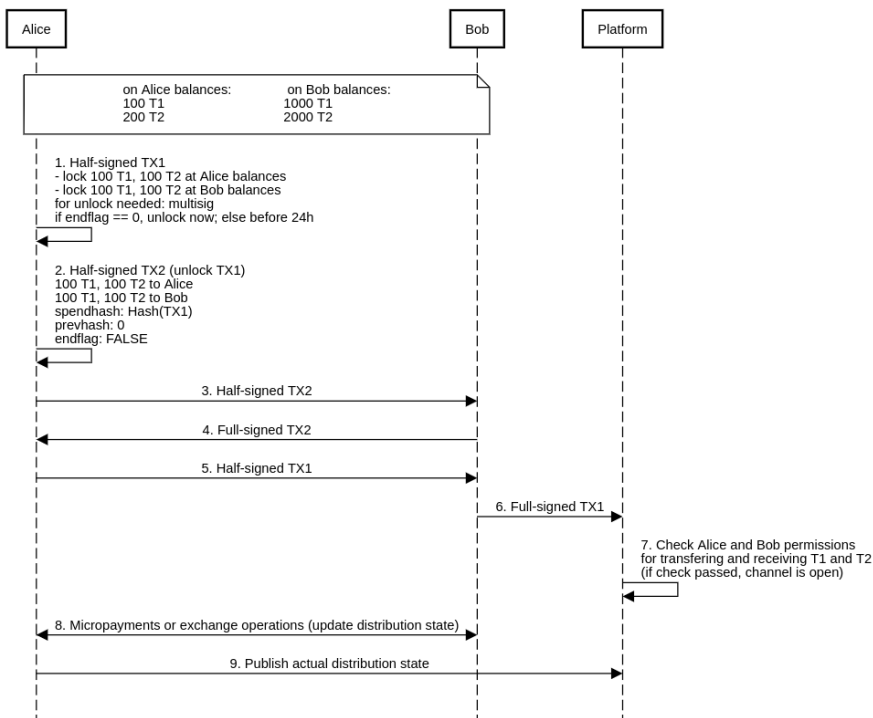 Alice
Bob
Platform
on Alice balances: on Bob balances:
100 T1 1000 T1
200 T2 2000 T2
1. Half-signed TX1
- lock 100 T1, 100 T2 at Alice balances
- lock 100 T1, 100 T2 at Bob balances
for unlock needed: multisig
if endflag == 0, unlock now; else before 24h
2. Half-signed TX2 (unlock TX1)
100 T1, 100 T2 to Alice
100 T1, 100 T2 to Bob
spendhash: Hash(TX1)
prevhash: 0
endflag: FALSE
3. Half-signed TX2
4. Full-signed TX2
5. Half-signed TX1
6. Full-signed TX1
7. Check Alice and Bob permissions
for transfering and receiving T1 and T2
(if check passed, channel is open)
8. Micropayments or exchange operations (update distribution state)
9. Publish actual distribution state